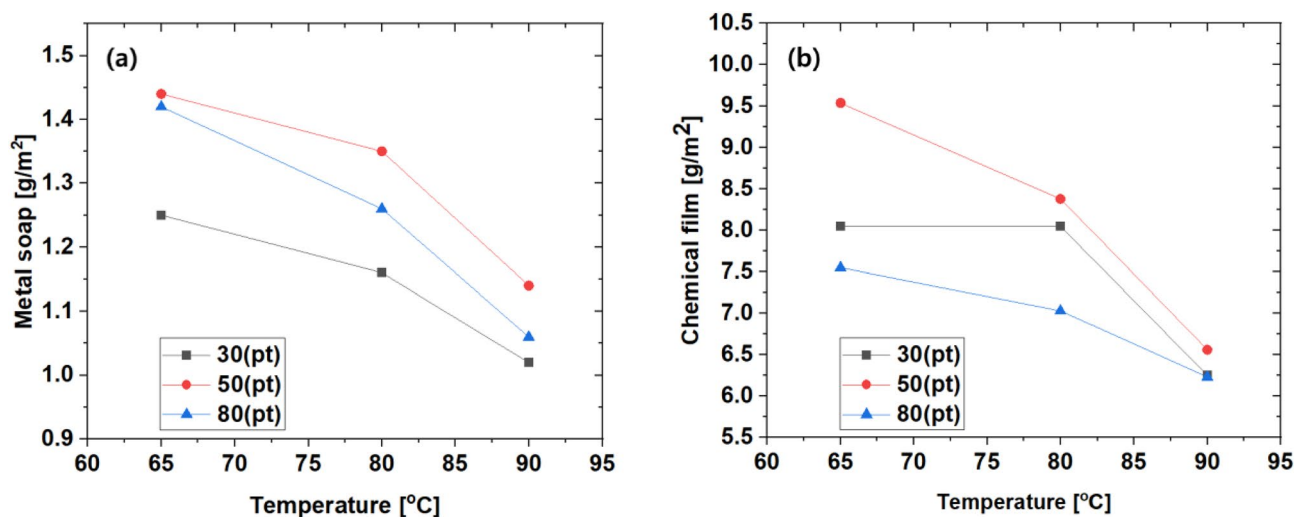 (a)
Metal soap [g/m²]
1.5
1.4
1.3
1.2
1.1
1.0
0.9
30(pt)
50(pt)
80(pt)
60 65 70 75 80 85 90 95
Temperature [°C]
(b)
Chemical film [g/m²]
10.5
10.0
9.5
9.0
8.5
8.0
7.5
7.0
6.5
6.0
5.5
30(pt)
50(pt)
80(pt)
60 65 70 75 80 85 90 95
Temperature [°C]